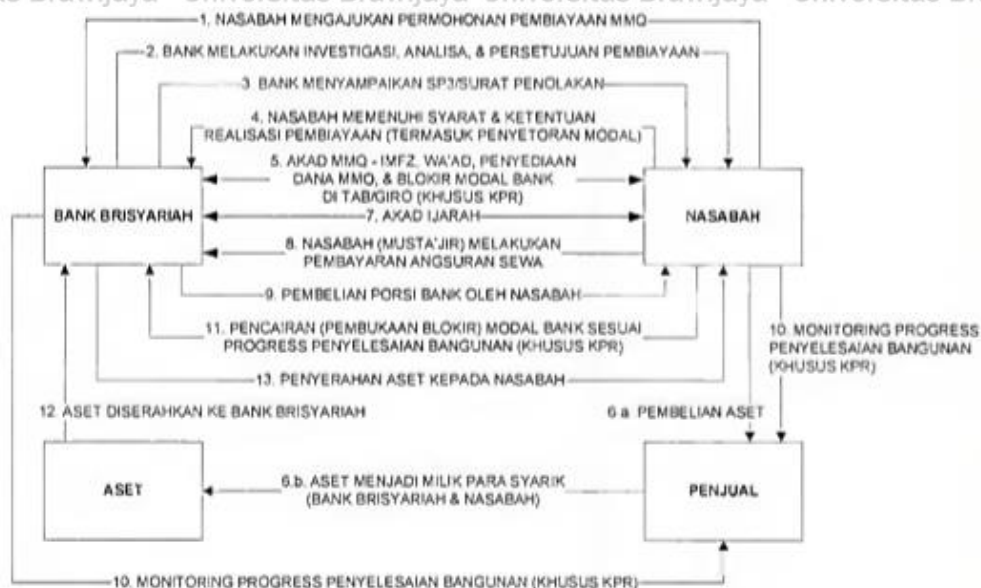 Universitas Brawijaya Universitas Brawijaya Universitas Brawijaya
1. NASABAH MENGAJUKAN PERMOHONAN PEMBIAYAAN MMQ
2. BANK MELAKUKAN INVESTIGASI, ANALISA, & PERSETUJUAN PEMBIAYAAN
3. BANK MENYAMPAIKAN SP3/SURAT PENOLAKAN
4. NASABAH MEMENUHI SYARAT & KETENTUAN
REALISASI PEMBIAYAAN (TERMASUK PENYETORAN MODAL)
5. AKAD MMQ - IMFZ, WA'AD, PENYEDIAAN
DANA MMQ, & BLOKIR MODAL BANK
DI TAB/GIRO (KHUSUS KPR)
BANK BRISYARIAH
7. AKAD IJARAH
NASABAH
8. NASABAH (MUSTA'JIR) MELAKUKAN
PEMBAYARAN ANGSURAN SEWA
9. PEMBELIAN PORSI BANK OLEH NASABAH
11. PENCAIRAN (PEMBUKAAN BLOKIR) MODAL BANK SESUAI
PROGRESS PENYELESAIAN BANGUNAN (KHUSUS KPR)
10. MONITORING PROGRESS
PENYELESAIAN BANGUNAN
(KHUSUS KPR)
13. PENYERAHAN ASET KEPADA NASABAH
12. ASET DISERAHKAN KE BANK BRISYARIAH
6.a. PEMBELIAN ASET
ASET
6.b. ASET MENJADI MILIK PARA SYARIK
(BANK BRISYARIAH & NASABAH)
PENJUAL
10. MONITORING PROGRESS PENYELESAIAN BANGUNAN (KHUSUS KPR)